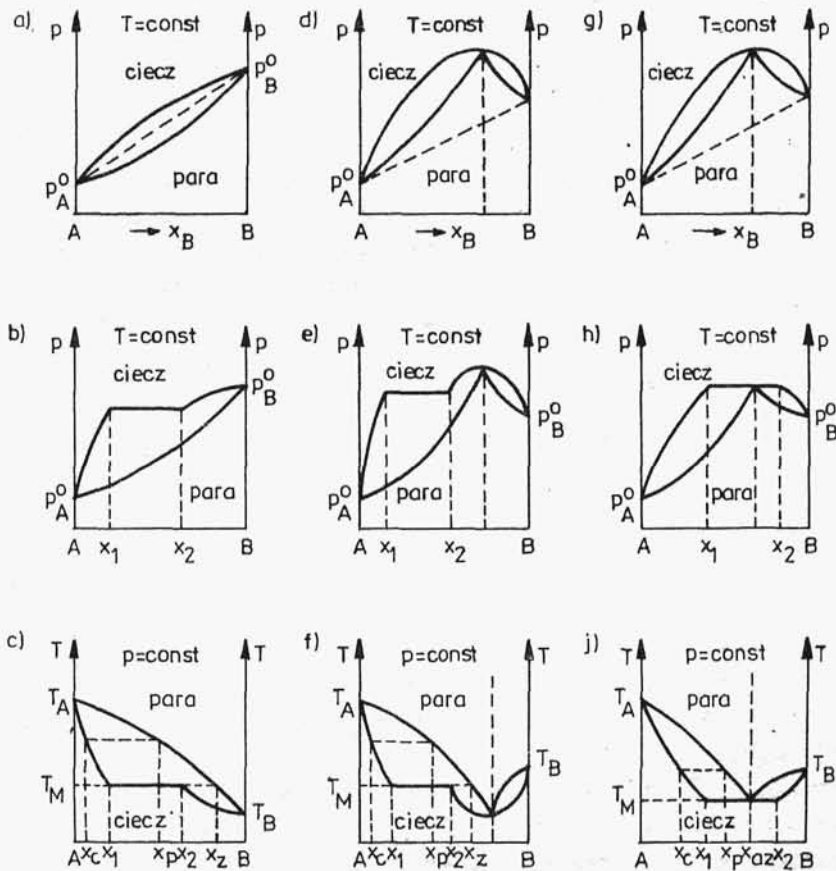 a) p T=const p
ciecz
p°B
p°A
para
A → xB B
d) p T=const p
ciecz
p°A
para
A → xB B
g) p T=const p
ciecz
p°A
para
A → xB B
b) p T=const p
ciecz
p°B
p°A
para
A x1 x2 B
e) p T=const p
ciecz
p°B
p°A
para
A x1 x2 B
h) p T=const p
ciecz
p°B
p°A
para
A x1 x2 B
c) T p=const T
TA
para
TM
TB
ciecz
A xc x1 xp x2 xz B
f) T p=const T
TA
para
TB
TM
ciecz
A xc x1 xp x2 xz B
j) T p=const T
TA
para
TB
TM
ciecz
A xc x1 xp xaz x2 B